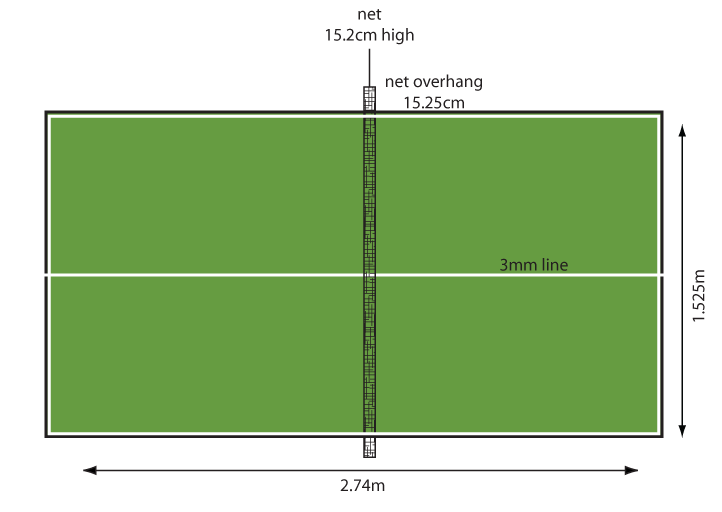 net
15.2cm high
net overhang
15.25cm
3mm line
1.525m
2.74m